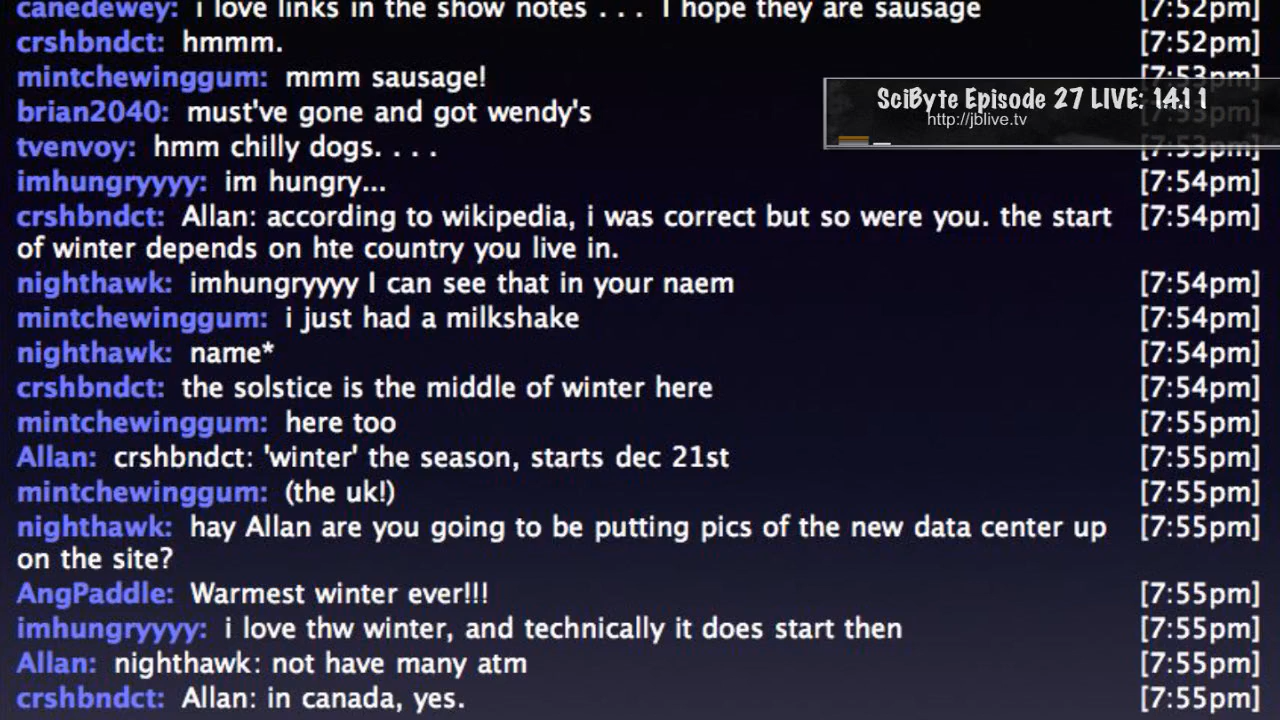 canedewey: i love links in the show notes . . . I hope they are sausage [7:52pm]
crshbndct: hmmm. [7:52pm]
mintchewinggum: mmm sausage! [7:53pm]
SciByte Episode 27 LIVE: 14:11
http://jblive.tv
brian2040: must've gone and got wendy's [7:53pm]
tvenvoy: hmm chilly dogs. . . . [7:53pm]
imhungryyyy: im hungry... [7:54pm]
crshbndct: Allan: according to wikipedia, i was correct but so were you. the start [7:54pm]
of winter depends on hte country you live in.
nighthawk: imhungryyyy I can see that in your naem [7:54pm]
mintchewinggum: i just had a milkshake [7:54pm]
nighthawk: name* [7:54pm]
crshbndct: the solstice is the middle of winter here [7:54pm]
mintchewinggum: here too [7:55pm]
Allan: crshbndct: 'winter' the season, starts dec 21st [7:55pm]
mintchewinggum: (the uk!) [7:55pm]
nighthawk: hay Allan are you going to be putting pics of the new data center up [7:55pm]
on the site?
AngPaddle: Warmest winter ever!!! [7:55pm]
imhungryyyy: i love thw winter, and technically it does start then [7:55pm]
Allan: nighthawk: not have many atm [7:55pm]
crshbndct: Allan: in canada, yes. [7:55pm]